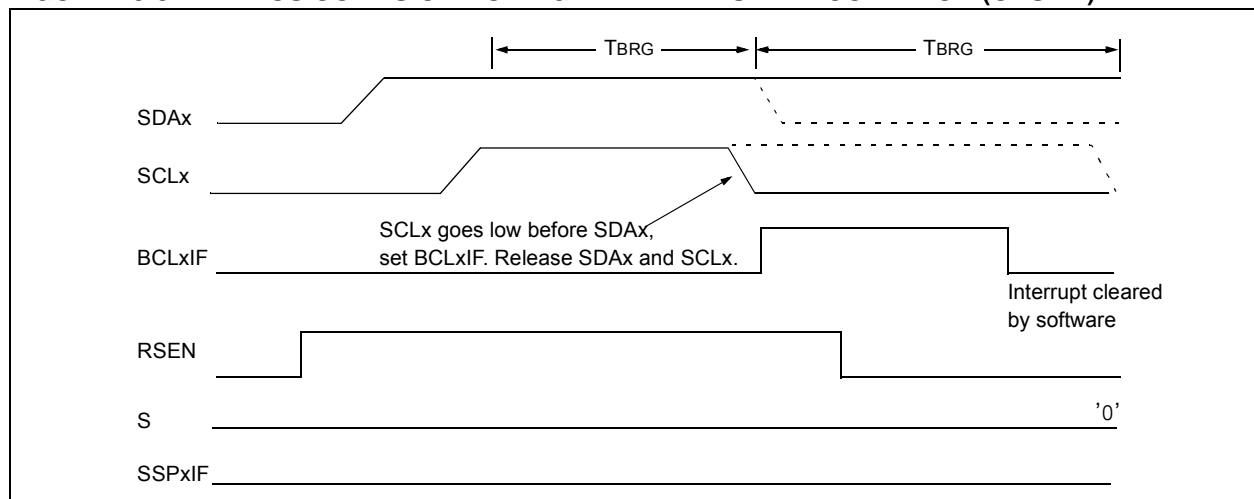 TBRG TBRG
SDAx
SCLx
SCLx goes low before SDAx,
set BCLxIF. Release SDAx and SCLx.
BCLxIF
Interrupt cleared
by software
RSEN
S '0'
SSPxIF